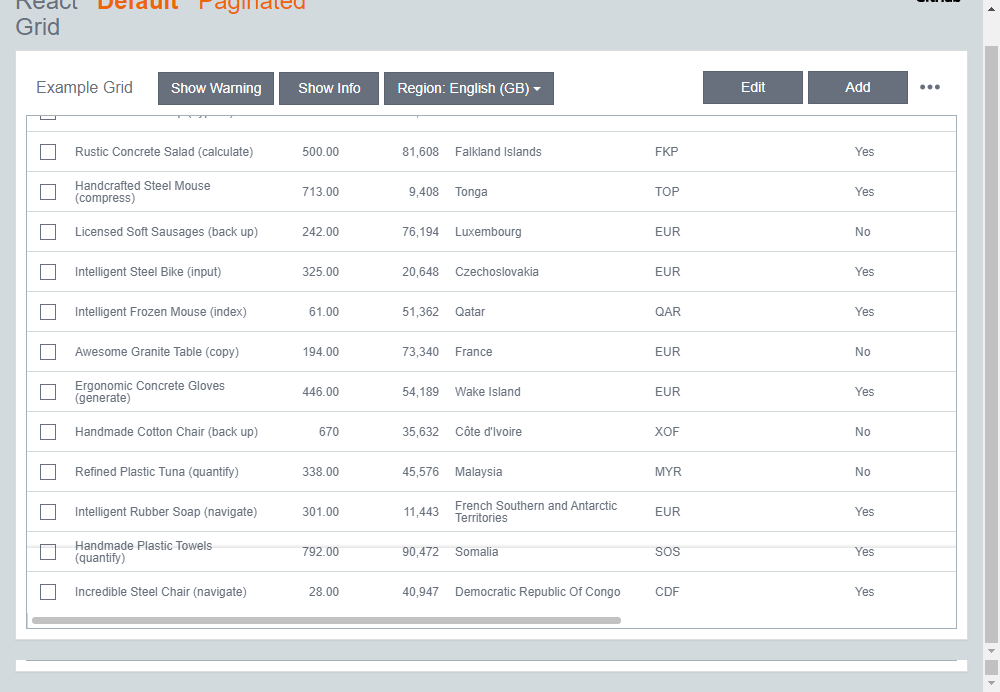 React Default Paginated
GitHub
Grid
Example Grid Show Warning Show Info Region: English (GB) Edit Add •••
Rustic Concrete Salad (calculate) 500.00 81,608 Falkland Islands FKP Yes
Handcrafted Steel Mouse
(compress) 713.00 9,408 Tonga TOP Yes
Licensed Soft Sausages (back up) 242.00 76,194 Luxembourg EUR No
Intelligent Steel Bike (input) 325.00 20,648 Czechoslovakia EUR Yes
Intelligent Frozen Mouse (index) 61.00 51,362 Qatar QAR Yes
Awesome Granite Table (copy) 194.00 73,340 France EUR No
Ergonomic Concrete Gloves
(generate) 446.00 54,189 Wake Island EUR Yes
Handmade Cotton Chair (back up) 670 35,632 Côte d'Ivoire XOF No
Refined Plastic Tuna (quantify) 338.00 45,576 Malaysia MYR No
Intelligent Rubber Soap (navigate) 301.00 11,443 French Southern and Antarctic
Territories EUR Yes
Handmade Plastic Towels
(quantify) 792.00 90,472 Somalia SOS Yes
Incredible Steel Chair (navigate) 28.00 40,947 Democratic Republic Of Congo CDF Yes